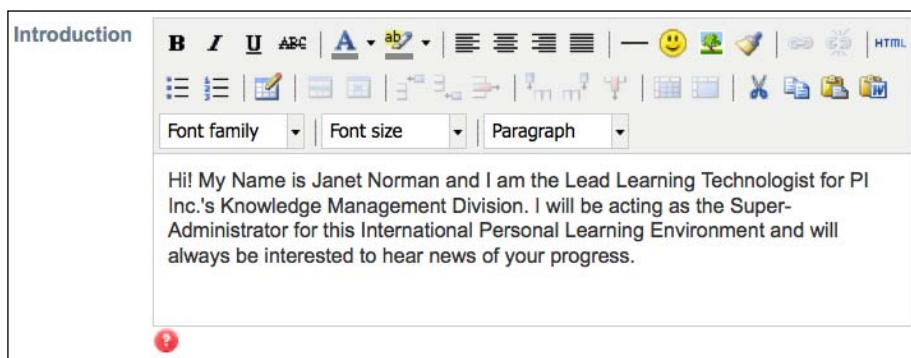 Introduction
B I U ABC A ab HTML
Font family Font size Paragraph
Hi! My Name is Janet Norman and I am the Lead Learning Technologist for PI
Inc.'s Knowledge Management Division. I will be acting as the Super-
Administrator for this International Personal Learning Environment and will
always be interested to hear news of your progress.
?